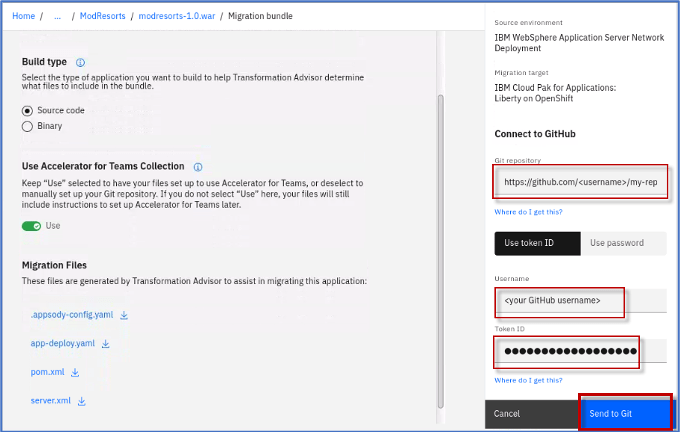 Home / ... / ModResorts / modresorts-1.0.war / Migration bundle
Build type
Select the type of application you want to build to help Transformation Advisor determine
what files to include in the bundle.
Source code
Binary
Use Accelerator for Teams Collection
Keep “Use” selected to have your files set up to use Accelerator for Teams, or deselect to
manually set up your Git repository. If you do not select “Use” here, your files will still
include instructions to set up Accelerator for Teams later.
Use
Migration Files
These files are generated by Transformation Advisor to assist in migrating this application:
.appsody-config.yaml
app-deploy.yaml
pom.xml
server.xml
Source environment
IBM WebSphere Application Server Network
Deployment
Migration target
IBM Cloud Pak for Applications:
Liberty on OpenShift
Connect to GitHub
Git repository
https://github.com/<username>/my-rep
Where do I get this?
Use token ID
Use password
Username
<your GitHub username>
Token ID
●●●●●●●●●●●●●●●●●●
Where do I get this?
Cancel
Send to Git